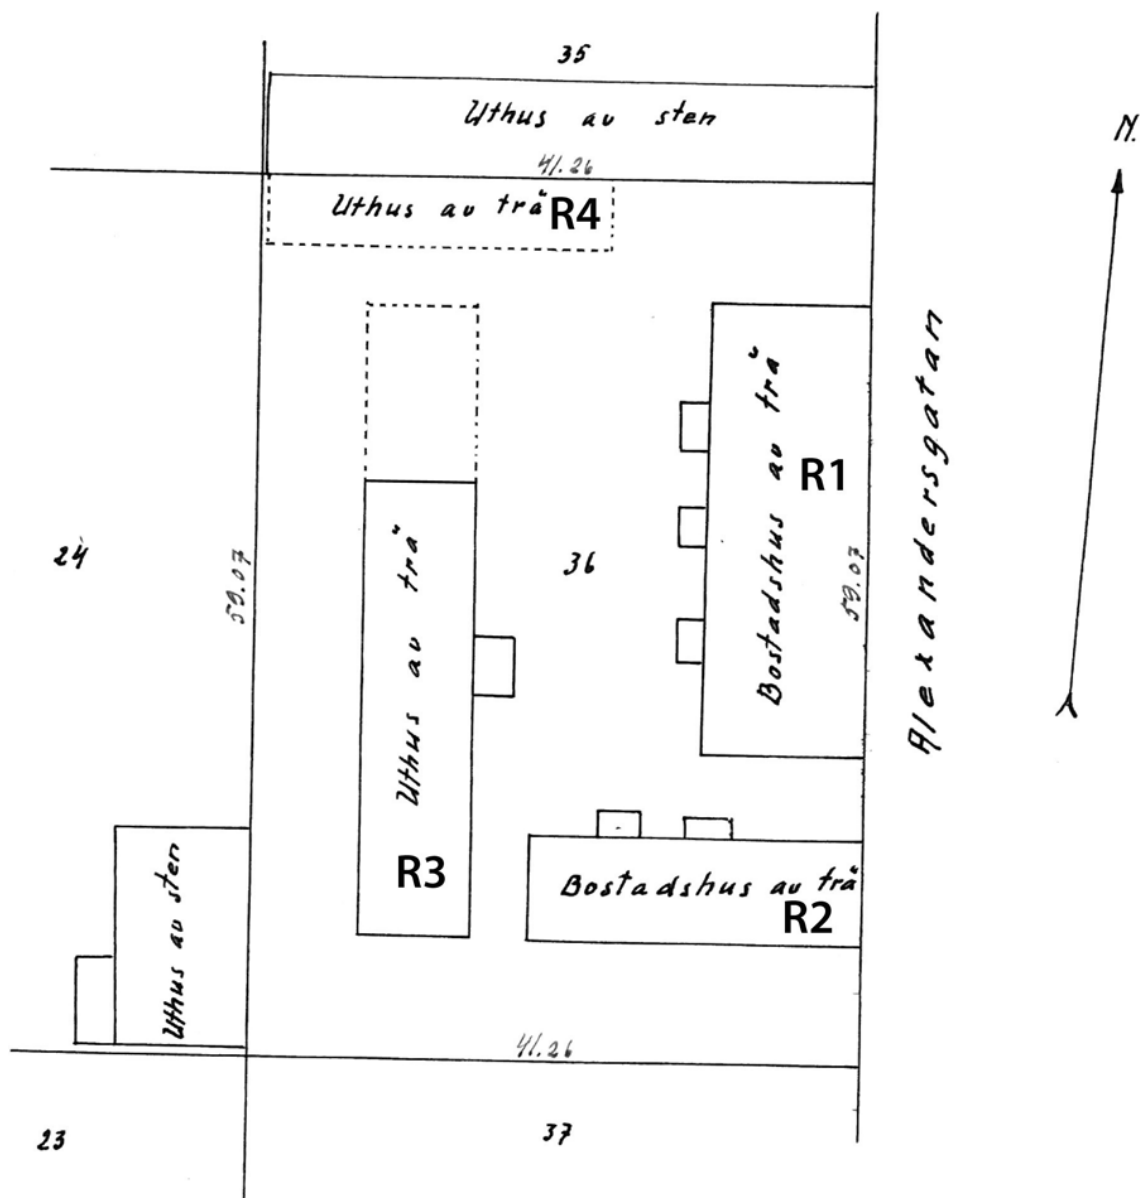 35
Uthus av sten
N.
41.26
Uthus av trä R4
Bostadshus av trä
R1
Alexandersgatan
24
59.07
36
59.07
Uthus av trä
R3
Bostadshus av trä
R2
Uthus av sten
41.26
23
37